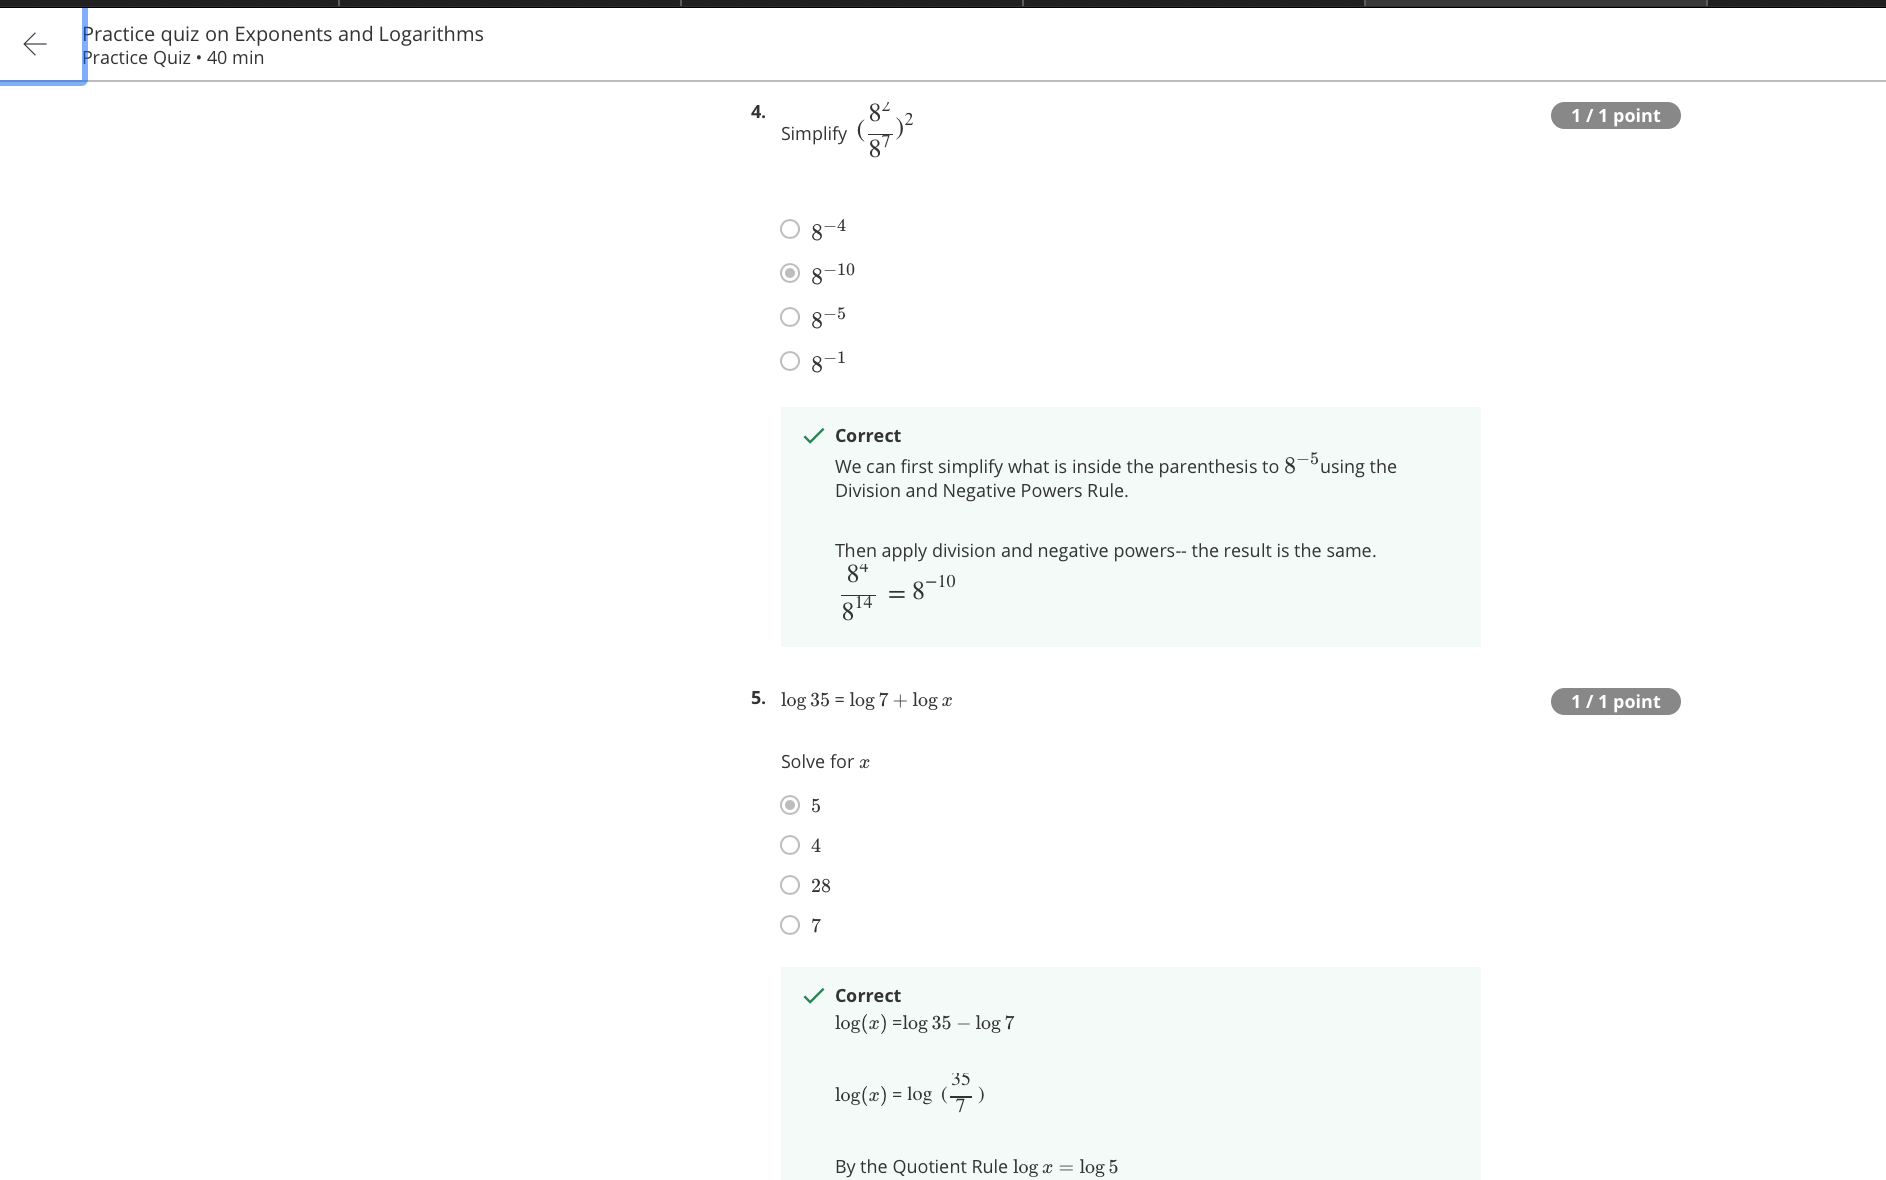 Practice quiz on Exponents and Logarithms
Practice Quiz • 40 min
4. Simplify (8^2/8^7)^2
1 / 1 point
8^−4
8^−10
8^−5
8^−1
Correct
We can first simplify what is inside the parenthesis to 8^−5 using the
Division and Negative Powers Rule.
Then apply division and negative powers-- the result is the same.
8^4/8^14 = 8^−10
5. log 35 = log 7 + log x
1 / 1 point
Solve for x
5
4
28
7
Correct
log(x) =log 35 − log 7
log(x) = log (35/7)
By the Quotient Rule log x = log 5